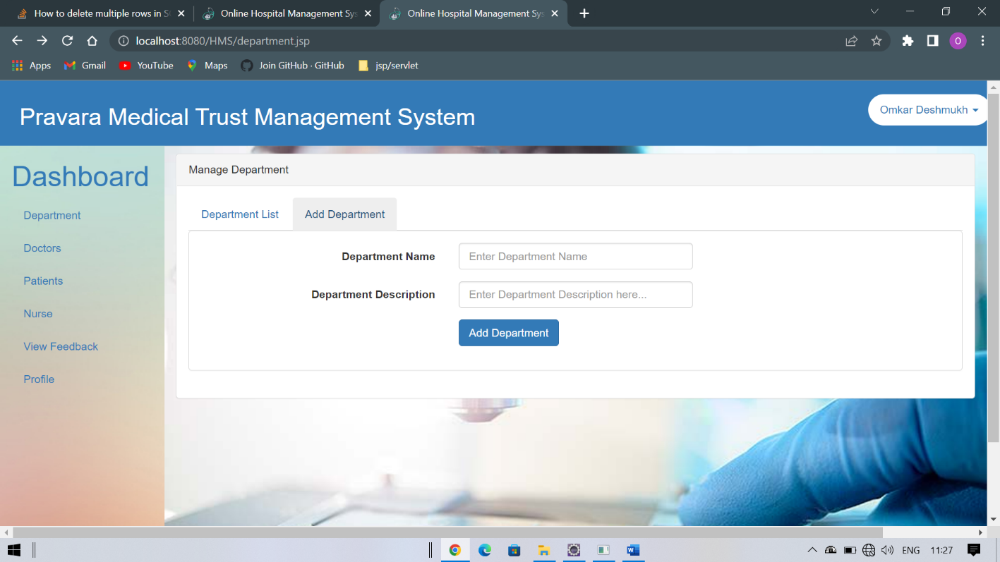 How to delete multiple rows in S
Online Hospital Management Sys
Online Hospital Management Sys
localhost:8080/HMS/department.jsp
O
Apps
Gmail
YouTube
Maps
Join GitHub · GitHub
jsp/servlet
Pravara Medical Trust Management System
Omkar Deshmukh
Dashboard
Department
Doctors
Patients
Nurse
View Feedback
Profile
Manage Department
Department List
Add Department
Department Name
Enter Department Name
Department Description
Enter Department Description here...
Add Department
ENG
11:27